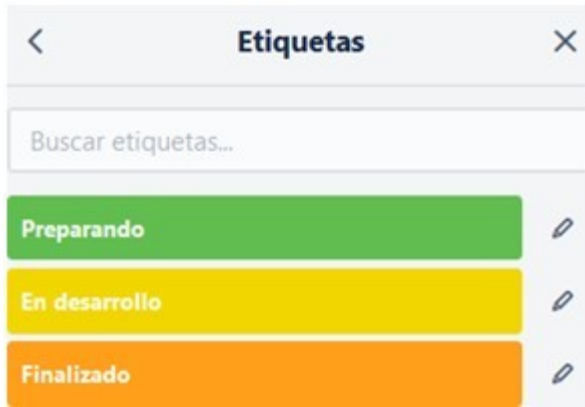 Etiquetas
Buscar etiquetas...
Preparando
En desarrollo
Finalizado